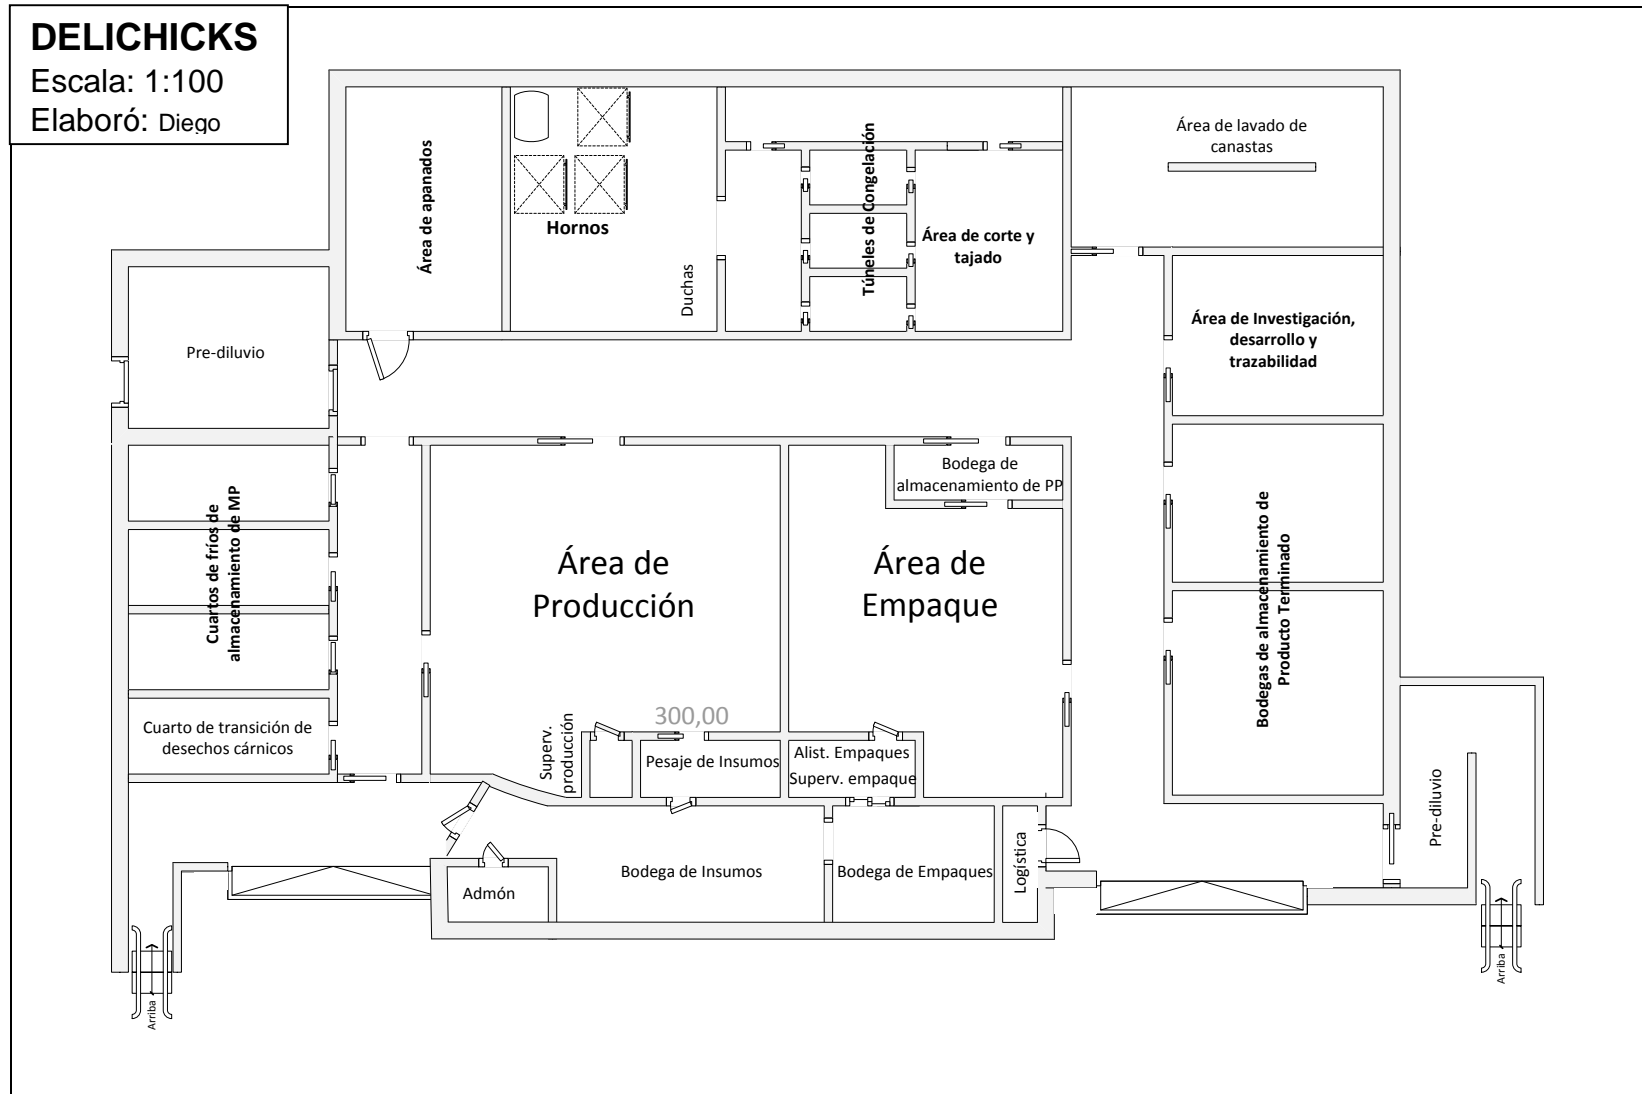 DELICHICKS
Escala: 1:100
Elaboró: Diego
Área de apanados
Hornos
Duchas
Túneles de Congelación
Área de corte y
tajado
Área de lavado de
canastas
Pre-diluvio
Área de Investigación,
desarrollo y
trazabilidad
Cuartos de fríos de
almacenamiento de MP
Bodega de
almacenamiento de PP
Área de
Producción
Área de
Empaque
Bodegas de almacenamiento de
Producto Terminado
Cuarto de transición de
desechos cárnicos
Superv.
producción
300,00
Pesaje de Insumos
Alist. Empaques
Superv. empaque
Pre-diluvio
Admón
Bodega de Insumos
Bodega de Empaques
Logística
Arriba
Arriba